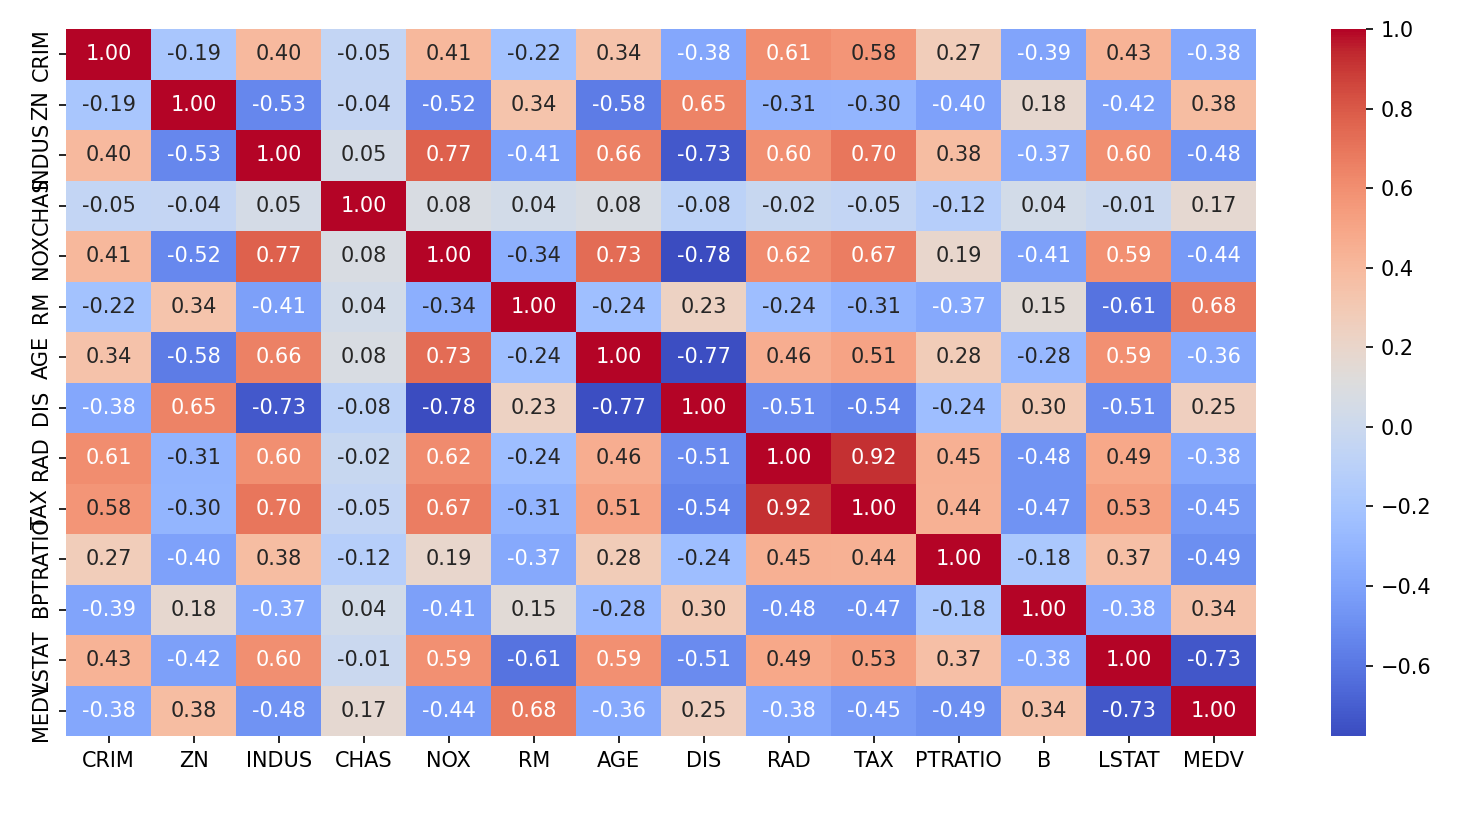 CRIM 1.00 -0.19 0.40 -0.05 0.41 -0.22 0.34 -0.38 0.61 0.58 0.27 -0.39 0.43 -0.38
ZN -0.19 1.00 -0.53 -0.04 -0.52 0.34 -0.58 0.65 -0.31 -0.30 -0.40 0.18 -0.42 0.38
INDUS 0.40 -0.53 1.00 0.05 0.77 -0.41 0.66 -0.73 0.60 0.70 0.38 -0.37 0.60 -0.48
CHAS -0.05 -0.04 0.05 1.00 0.08 0.04 0.08 -0.08 -0.02 -0.05 -0.12 0.04 -0.01 0.17
NOX 0.41 -0.52 0.77 0.08 1.00 -0.34 0.73 -0.78 0.62 0.67 0.19 -0.41 0.59 -0.44
RM -0.22 0.34 -0.41 0.04 -0.34 1.00 -0.24 0.23 -0.24 -0.31 -0.37 0.15 -0.61 0.68
AGE 0.34 -0.58 0.66 0.08 0.73 -0.24 1.00 -0.77 0.46 0.51 0.28 -0.28 0.59 -0.36
DIS -0.38 0.65 -0.73 -0.08 -0.78 0.23 -0.77 1.00 -0.51 -0.54 -0.24 0.30 -0.51 0.25
RAD 0.61 -0.31 0.60 -0.02 0.62 -0.24 0.46 -0.51 1.00 0.92 0.45 -0.48 0.49 -0.38
TAX 0.58 -0.30 0.70 -0.05 0.67 -0.31 0.51 -0.54 0.92 1.00 0.44 -0.47 0.53 -0.45
PTRATIO 0.27 -0.40 0.38 -0.12 0.19 -0.37 0.28 -0.24 0.45 0.44 1.00 -0.18 0.37 -0.49
B -0.39 0.18 -0.37 0.04 -0.41 0.15 -0.28 0.30 -0.48 -0.47 -0.18 1.00 -0.38 0.34
LSTAT 0.43 -0.42 0.60 -0.01 0.59 -0.61 0.59 -0.51 0.49 0.53 0.37 -0.38 1.00 -0.73
MEDV -0.38 0.38 -0.48 0.17 -0.44 0.68 -0.36 0.25 -0.38 -0.45 -0.49 0.34 -0.73 1.00
CRIM ZN INDUS CHAS NOX RM AGE DIS RAD TAX PTRATIO B LSTAT MEDV
1.0
0.8
0.6
0.4
0.2
0.0
−0.2
−0.4
−0.6